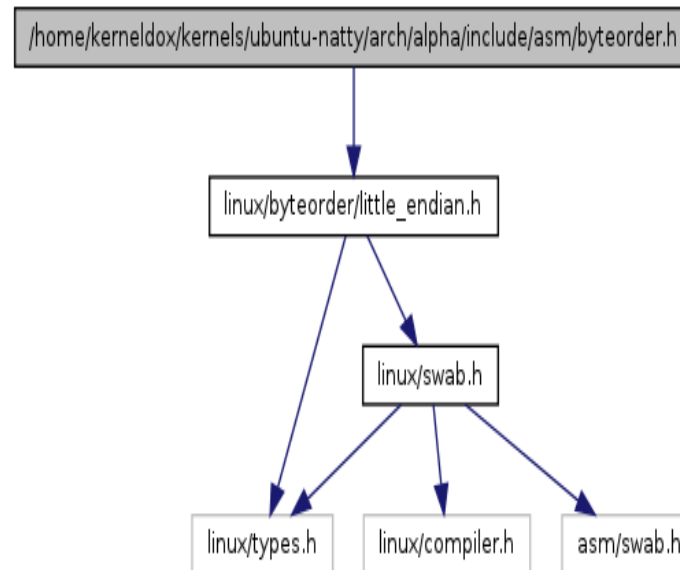 /home/kerneldox/kernels/ubuntu-natty/arch/alpha/include/asm/byteorder.h
linux/byteorder/little_endian.h
linux/swab.h
linux/types.h
linux/compiler.h
asm/swab.h